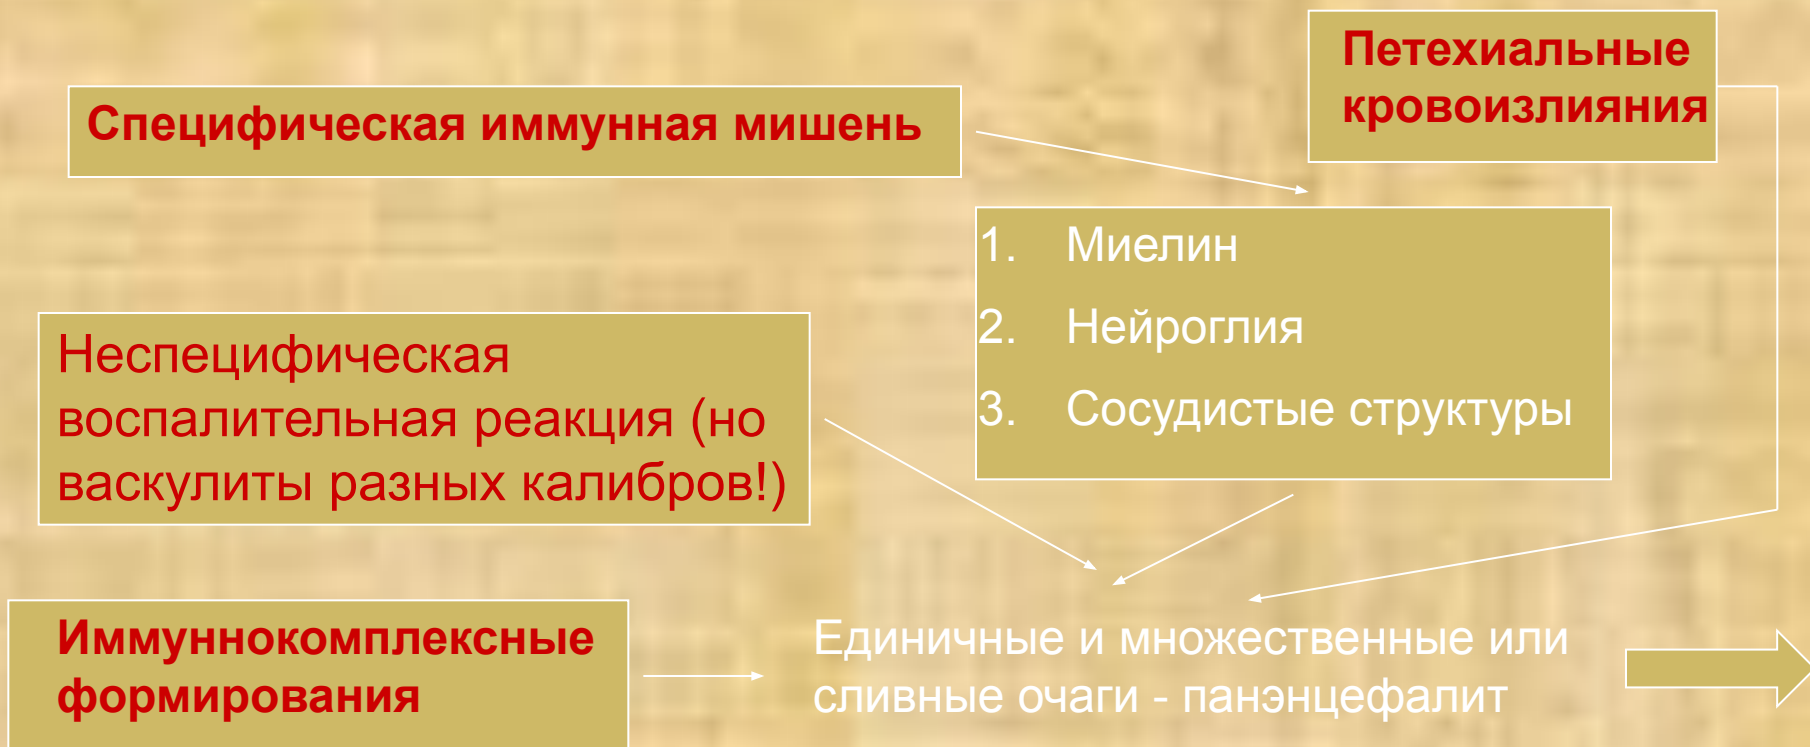 Петехиальные
кровоизлияния
Специфическая иммунная мишень
1. Миелин
2. Нейроглия
3. Сосудистые структуры
Неспецифическая
воспалительная реакция (но
васкулиты разных калибров!)
Иммуннокомплексные
формирования
Единичные и множественные или
сливные очаги - панэнцефалит